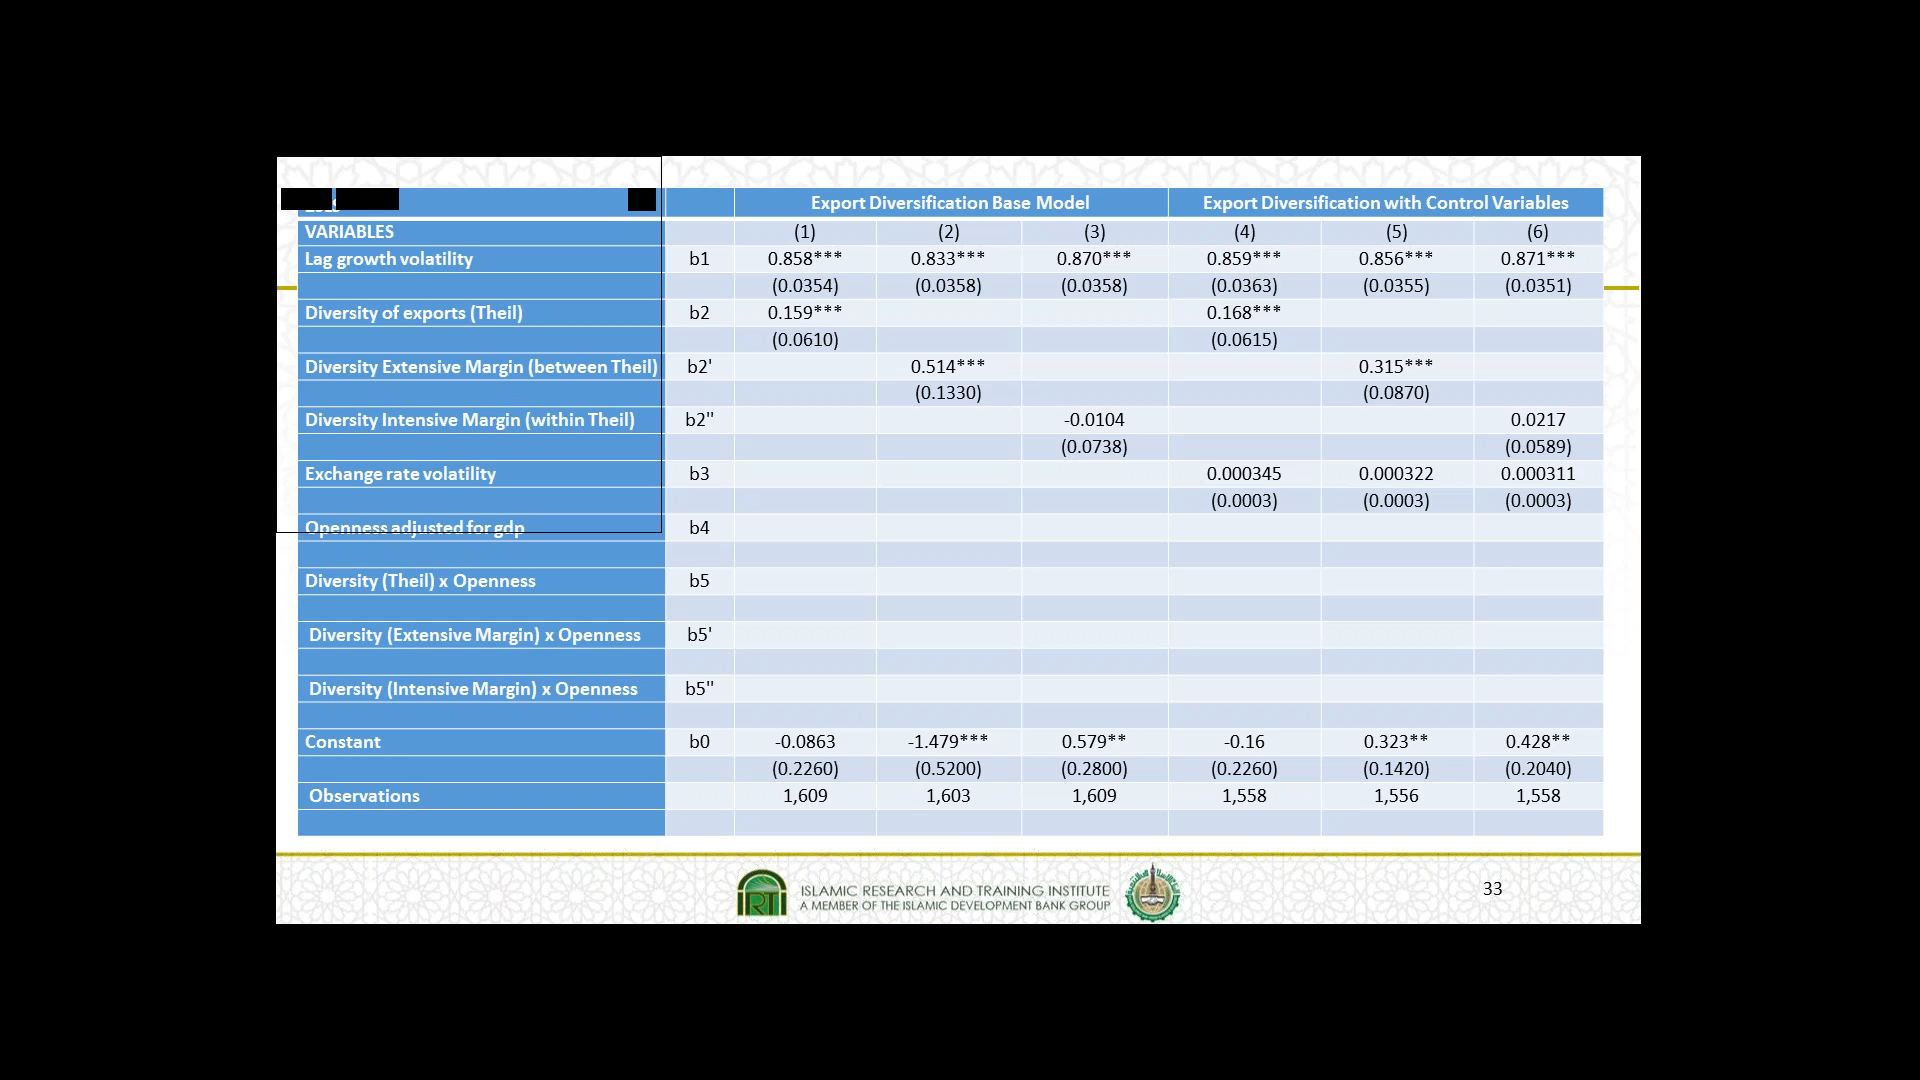 Export Diversification Base Model Export Diversification with Control Variables
VARIABLES (1) (2) (3) (4) (5) (6)
Lag growth volatility b1 0.858*** 0.833*** 0.870*** 0.859*** 0.856*** 0.871***
(0.0354) (0.0358) (0.0358) (0.0363) (0.0355) (0.0351)
Diversity of exports (Theil) b2 0.159*** 0.168***
(0.0610) (0.0615)
Diversity Extensive Margin (between Theil) b2' 0.514*** 0.315***
(0.1330) (0.0870)
Diversity Intensive Margin (within Theil) b2'' -0.0104 0.0217
(0.0738) (0.0589)
Exchange rate volatility b3 0.000345 0.000322 0.000311
(0.0003) (0.0003) (0.0003)
Openness adjusted for gdp b4
Diversity (Theil) x Openness b5
Diversity (Extensive Margin) x Openness b5'
Diversity (Intensive Margin) x Openness b5''
Constant b0 -0.0863 -1.479*** 0.579** -0.16 0.323** 0.428**
(0.2260) (0.5200) (0.2800) (0.2260) (0.1420) (0.2040)
Observations 1,609 1,603 1,609 1,558 1,556 1,558
IRTI
ISLAMIC RESEARCH AND TRAINING INSTITUTE
A MEMBER OF THE ISLAMIC DEVELOPMENT BANK GROUP
33